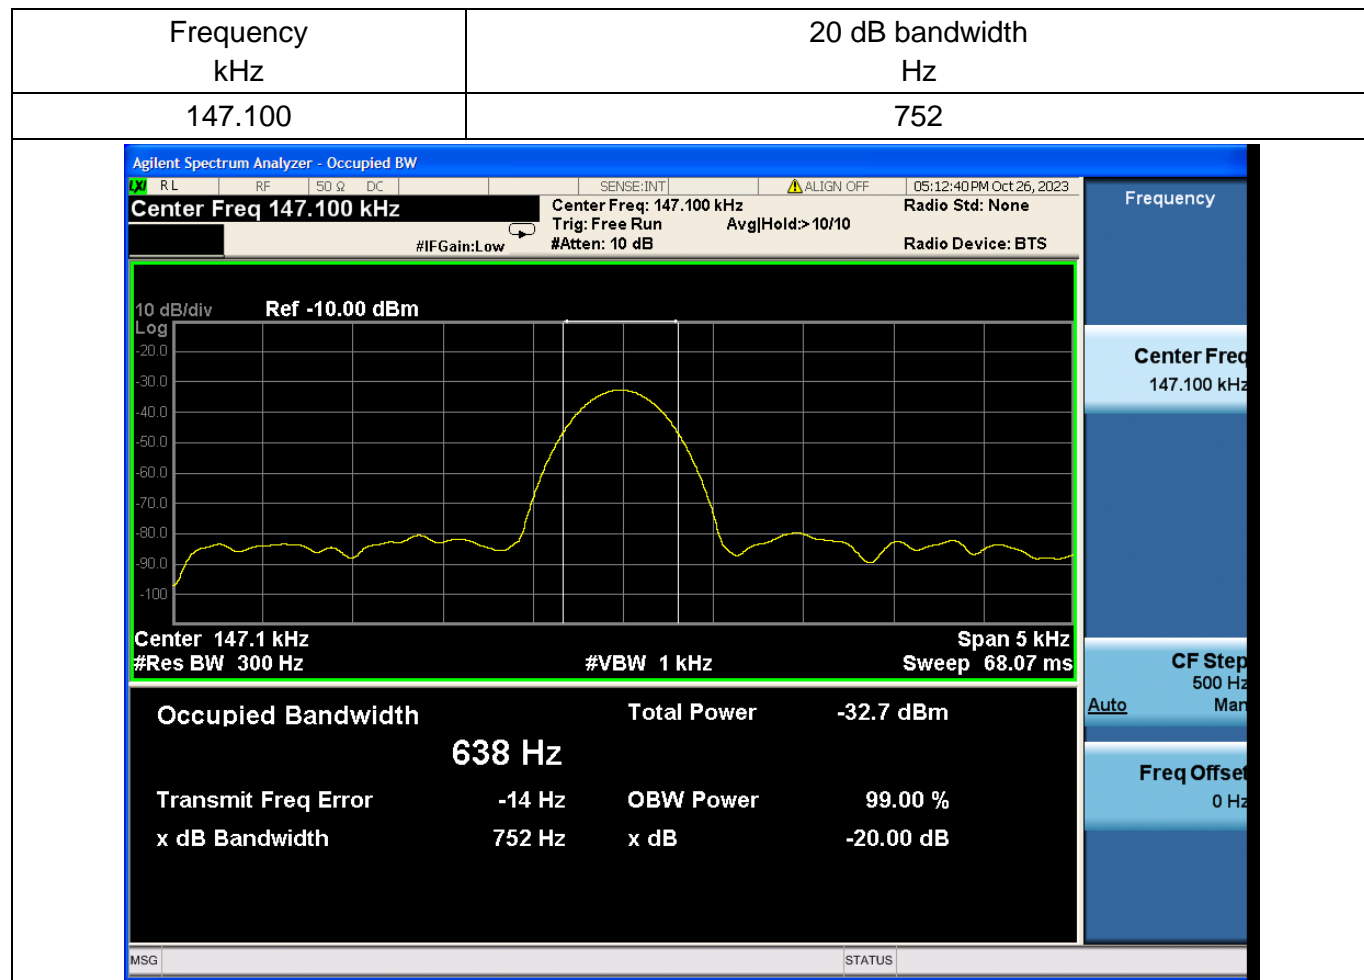 Frequency
kHz
20 dB bandwidth
Hz
147.100 752
Agilent Spectrum Analyzer - Occupied BW
LXI RL RF 50 Ω DC SENSE:INT ALIGN OFF 05:12:40 PM Oct 26, 2023
Center Freq 147.100 kHz
Center Freq: 147.100 kHz
Radio Std: None
Trig: Free Run Avg|Hold:>10/10
#IFGain:Low #Atten: 10 dB Radio Device: BTS
10 dB/div Ref -10.00 dBm
Log
-20.0
-30.0
-40.0
-50.0
-60.0
-70.0
-80.0
-90.0
-100
Center 147.1 kHz Span 5 kHz
#Res BW 300 Hz #VBW 1 kHz Sweep 68.07 ms
Occupied Bandwidth Total Power -32.7 dBm
638 Hz
Transmit Freq Error -14 Hz OBW Power 99.00 %
x dB Bandwidth 752 Hz x dB -20.00 dB
Frequency
Center Freq
147.100 kHz
CF Step
500 Hz
Auto Man
Freq Offset
0 Hz
MSG STATUS